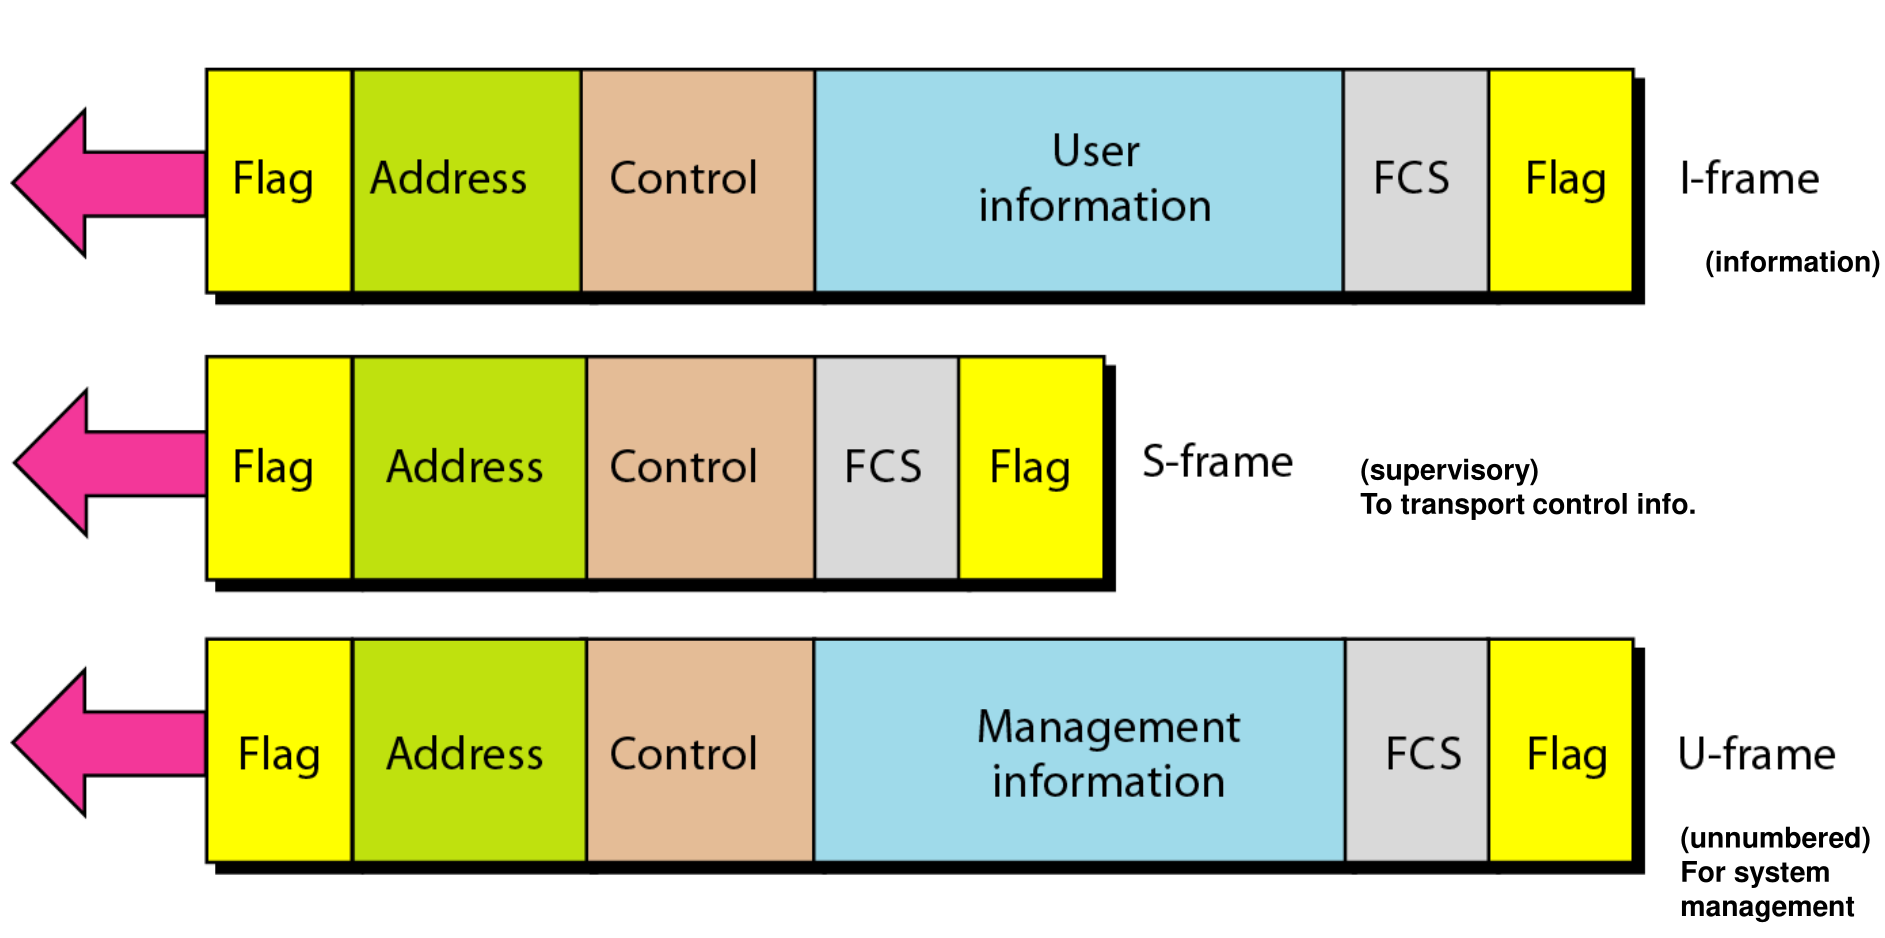 Flag Address Control User information FCS Flag I-frame
(information)
Flag Address Control FCS Flag S-frame
(supervisory)
To transport control info.
Flag Address Control Management information FCS Flag U-frame
(unnumbered)
For system
management